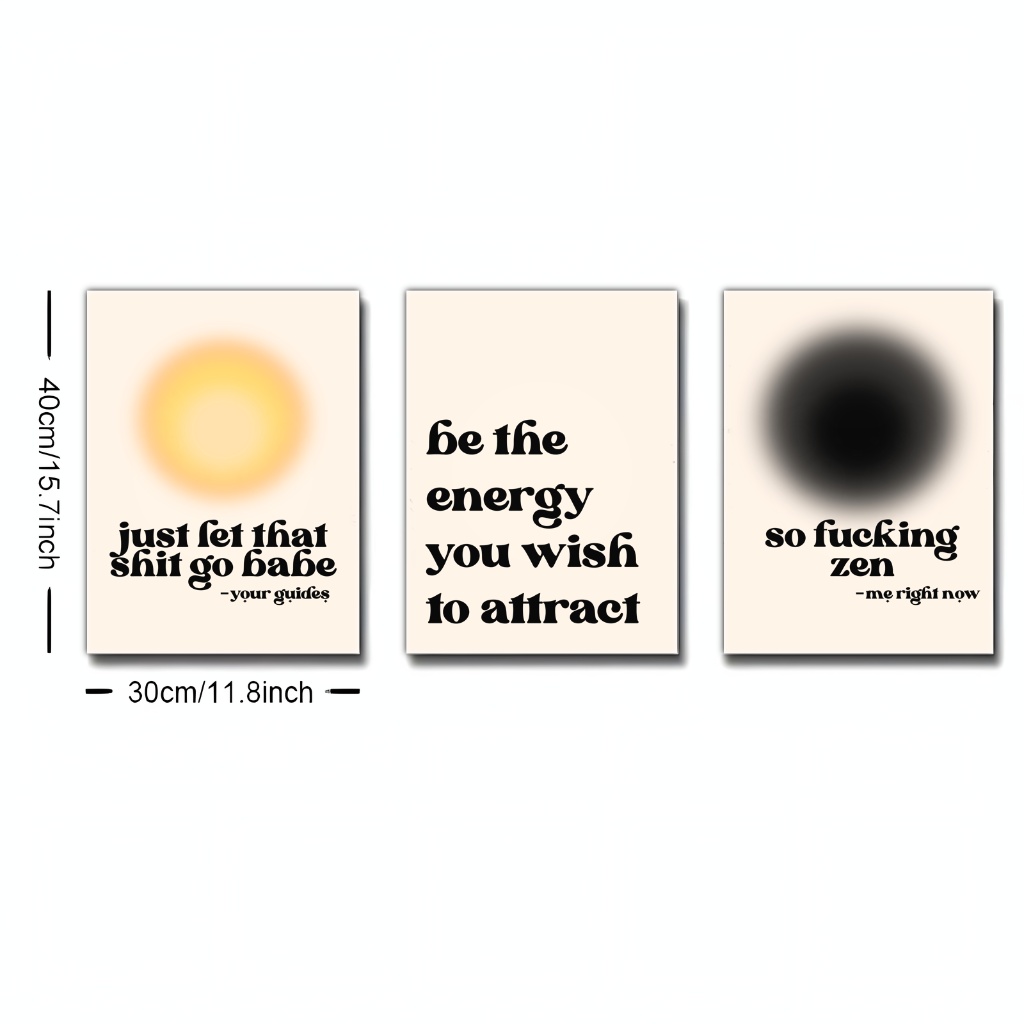 40cm/15.7inch
just let that
shit go babe
-your guides
be the
energy
you wish
to attract
so fucking
zen
-me right now
30cm/11.8inch